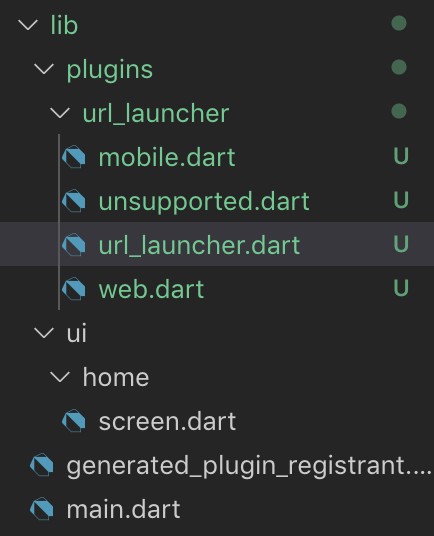 lib
plugins
url_launcher
mobile.dart U
unsupported.dart U
url_launcher.dart U
web.dart U
ui
home
screen.dart
generated_plugin_registrant....
main.dart